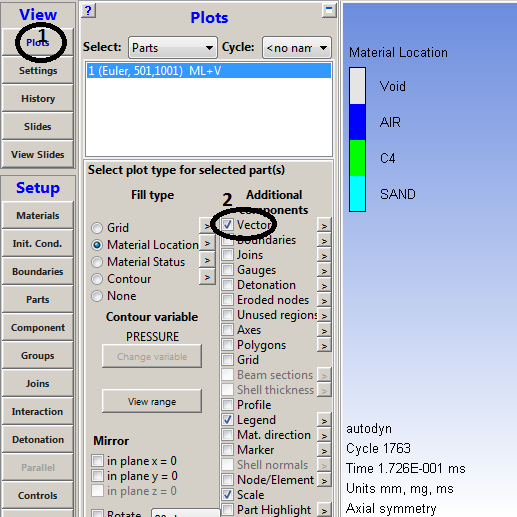 View
1
Plots
Settings
History
Slides
View Slides
Setup
Materials
Init. Cond.
Boundaries
Parts
Component
Groups
Joins
Interaction
Detonation
Parallel
Controls
?
Plots
Select: Parts Cycle: <no nam
1 (Euler, 501,1001) ML+V
Select plot type for selected part(s)
Fill type
Grid >
Material Location >
Material Status >
Contour >
None
Contour variable
PRESSURE
Change variable
View range
Mirror
in plane x = 0
in plane y = 0
in plane z = 0
Rotate
2 Additional
components
Vector >
Boundaries >
Joins >
Gauges >
Detonation >
Eroded nodes >
Unused regions >
Axes >
Polygons >
Grid
Beam sections >
Shell thickness >
Profile
Legend >
Mat. direction >
Marker >
Shell normals >
Node/Element >
Scale >
Part Highlight >
Material Location
Void
AIR
C4
SAND
autodyn
Cycle 1763
Time 1.726E-001 ms
Units mm, mg, ms
Axial symmetry